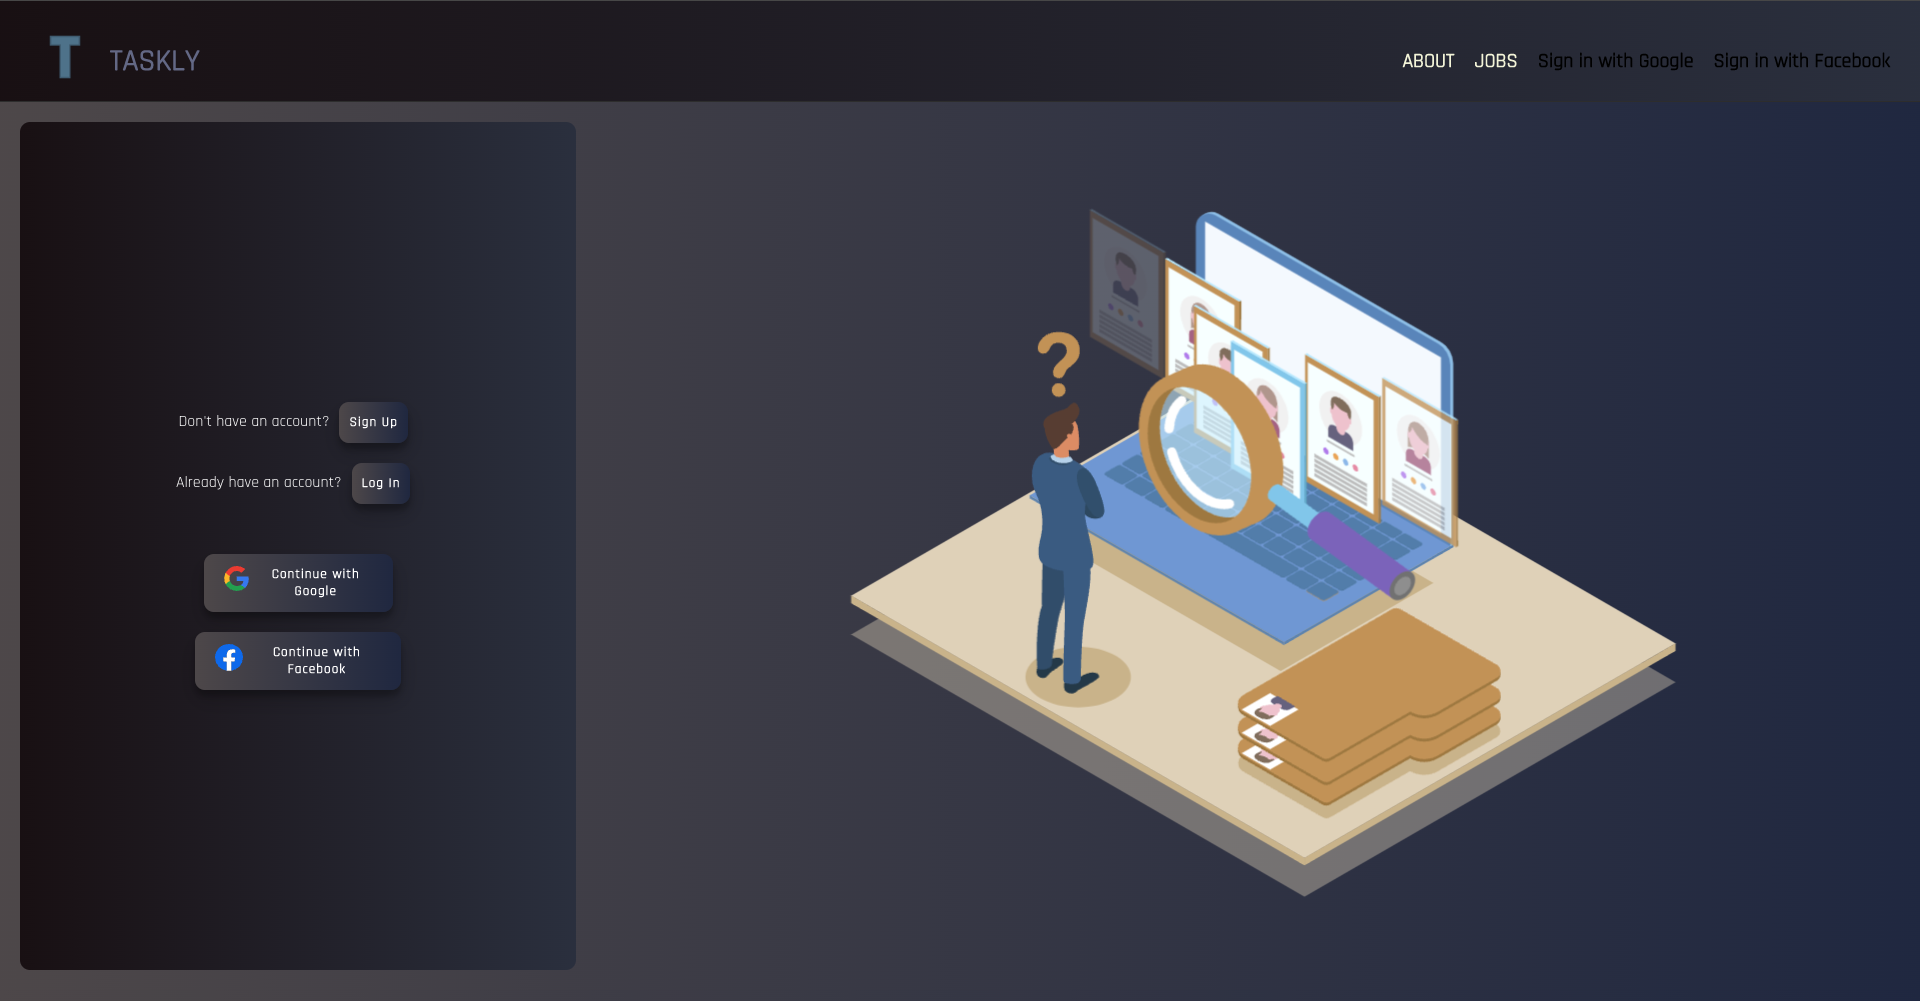 T TASKLY
ABOUT JOBS Sign in with Google Sign in with Facebook
Don't have an account? Sign Up
Already have an account? Log In
Continue with
Google
Continue with
Facebook
?